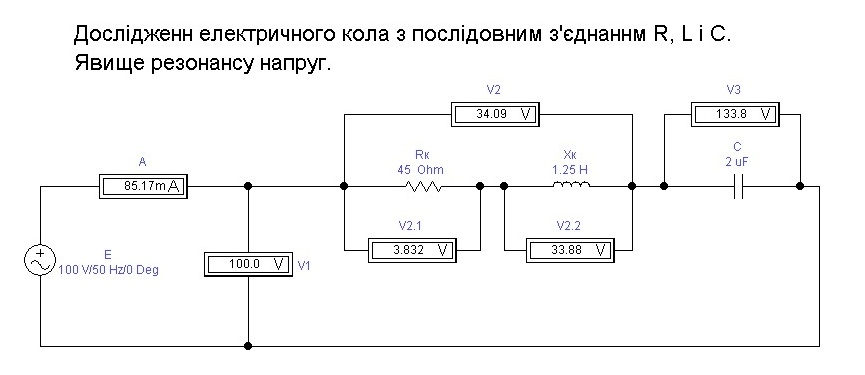 Дослідженн електричного кола з послідовним з'єднаннм R, L і C.
Явище резонансу напруг.
V2
34.09 V
V3
133.8 V
A
85.17m A
Rк
45 Ohm
Xк
1.25 H
C
2 uF
V2.1
3.832 V
V2.2
33.88 V
E
100 V/50 Hz/0 Deg
100.0 V V1